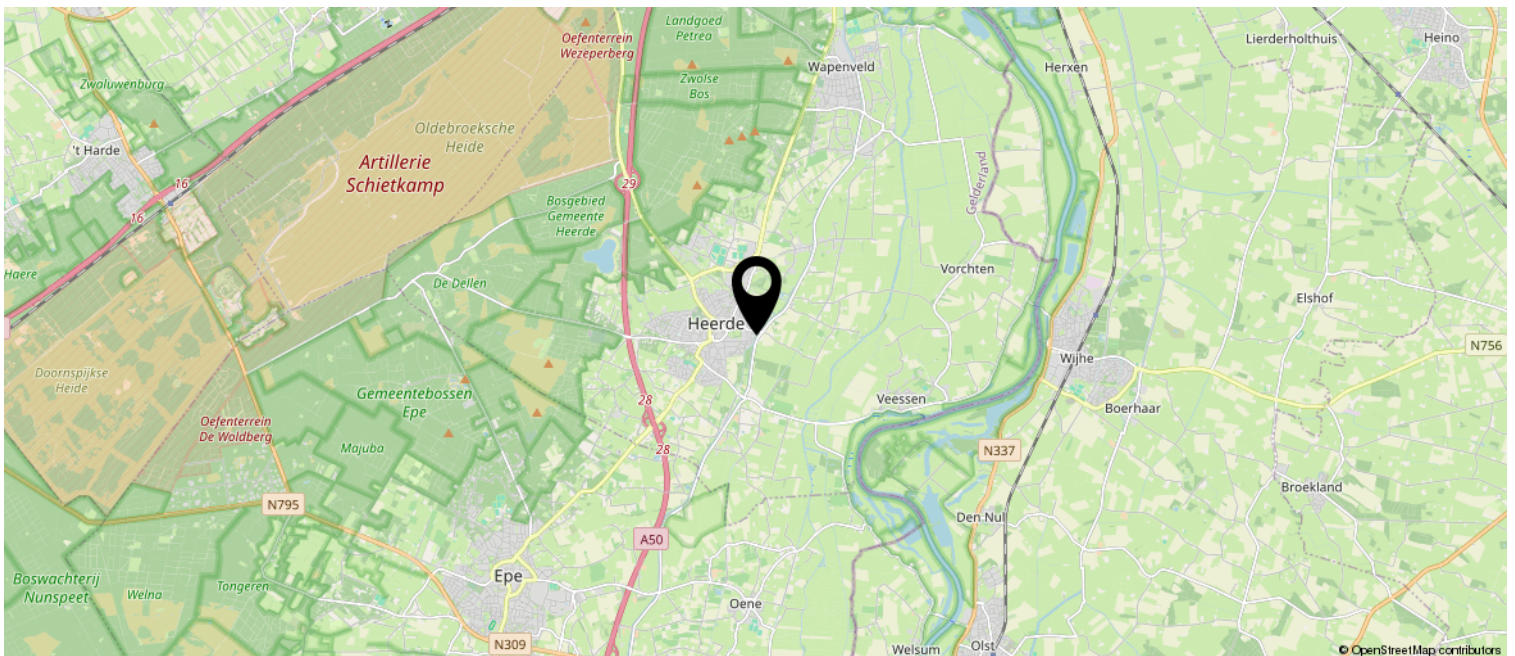 Landgoed
Petrea
Oefenterrein
Wezeperberg
Lierderholthuis
Heino
Wapenveld
Herxen
Zwaluwenburg
Zwolse
Bos
Oldebroeksche
Heide
't Harde
Artillerie
Schietkamp
16
29
Gelderland
16
Bosgebied
Gemeente
Heerde
Haere
De Dellen
Vorchten
Elshof
Heerde
N756
Wijhe
Doornspijkse
Heide
Gemeentebossen
Epe
28
Veessen
Boerhaar
Oefenterrein
De Woldberg
Majuba
28
N337
Broekland
N795
Den Nul
A50
Boswachterij
Nunspeet
Epe
Tongeren
Welna
Oene
N309
Welsum
Olst
© OpenStreetMap contributors